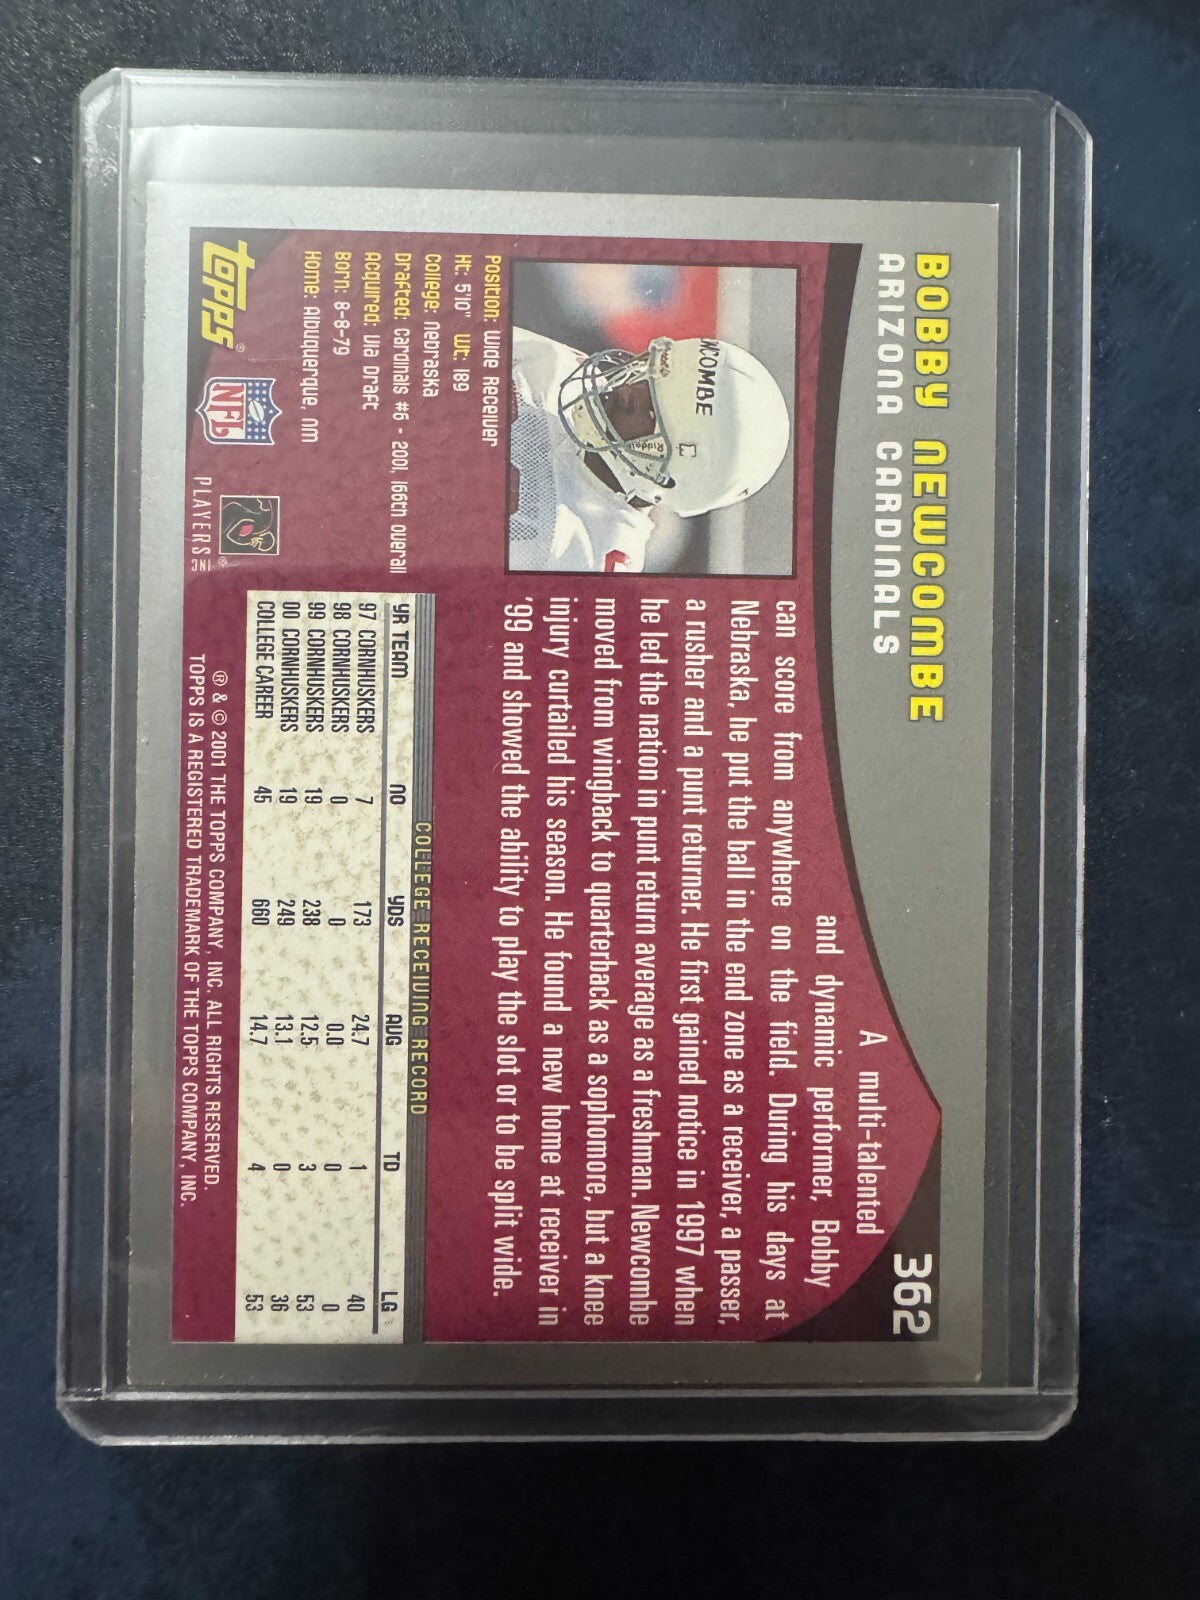 BOBBY NEWCOMBE
ARIZONA CARDINALS
362
NCOMBE
Riddell
Position: Wide Receiver
Ht: 5'10" Wt: 189
College: Nebraska
Drafted: Cardinals #6 - 2001, 166th overall
Acquired: Via Draft
Born: 8-8-79
Home: Albuquerque, NM
A multi-talented
and dynamic performer, Bobby
can score from anywhere on the field. During his days at
Nebraska, he put the ball in the end zone as a receiver, a passer,
a rusher and a punt returner. He first gained notice in 1997 when
he led the nation in punt return average as a freshman. Newcombe
moved from wingback to quarterback as a sophomore, but a knee
injury curtailed his season. He found a new home at receiver in
'99 and showed the ability to play the slot or to be split wide.
COLLEGE RECEIVING RECORD
YR TEAM NO YDS AVG TD LG
97 CORNHUSKERS 7 173 24.7 1 40
98 CORNHUSKERS 0 0 0.0 0 0
99 CORNHUSKERS 19 238 12.5 3 53
00 CORNHUSKERS 19 249 13.1 0 36
COLLEGE CAREER 45 660 14.7 4 53
topps®
NFL
PLAYERS INC
® & © 2001 THE TOPPS COMPANY, INC. ALL RIGHTS RESERVED.
TOPPS IS A REGISTERED TRADEMARK OF THE TOPPS COMPANY, INC.